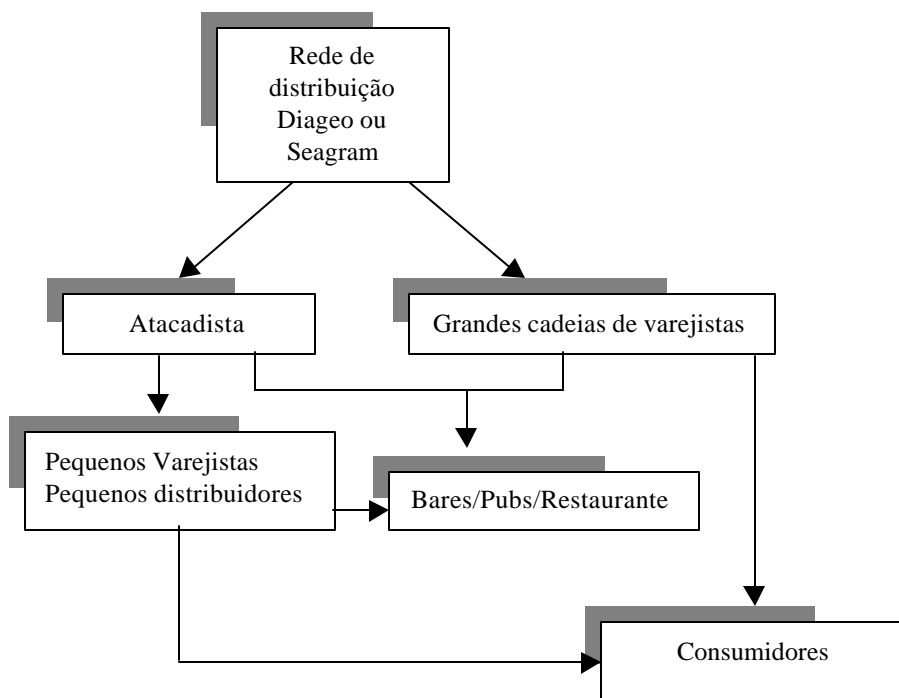 Rede de
distribuição
Diageo ou
Seagram
Atacadista
Grandes cadeias de varejistas
Pequenos Varejistas
Pequenos distribuidores
Bares/Pubs/Restaurante
Consumidores